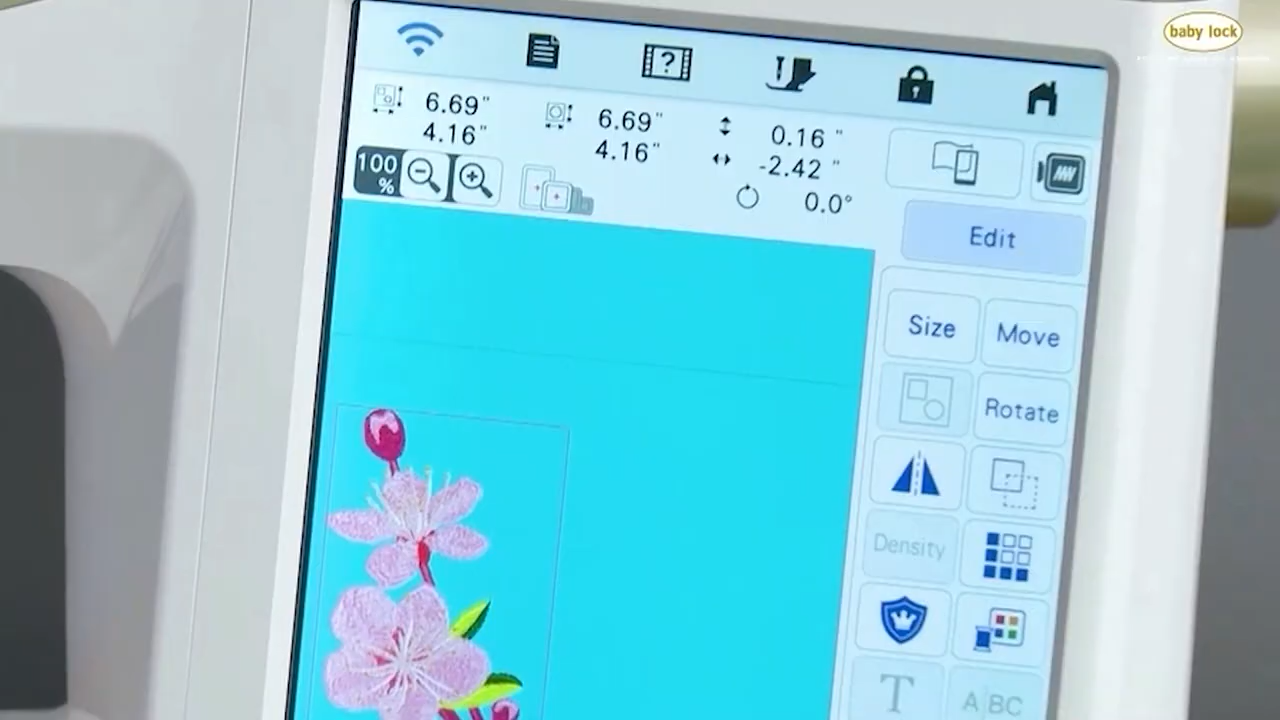 baby lock
?
6.69"
4.16"
6.69"
4.16"
0.16 "
-2.42 "
0.0°
100
%
Edit
Size
Move
Rotate
Density
T
ABC